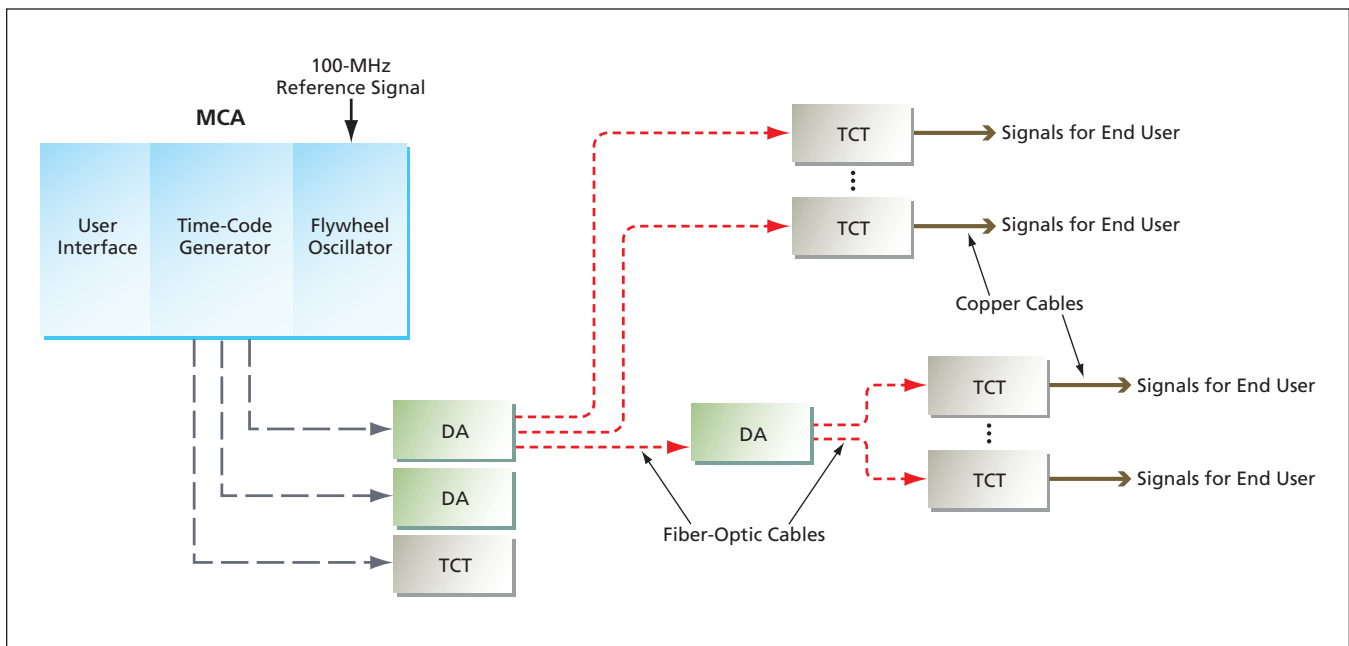 100-MHz
Reference Signal
MCA
User
Interface
Time-Code
Generator
Flywheel
Oscillator
TCT
Signals for End User
TCT
Signals for End User
Copper Cables
TCT
Signals for End User
DA
DA
TCT
Signals for End User
DA
Fiber-Optic Cables
TCT